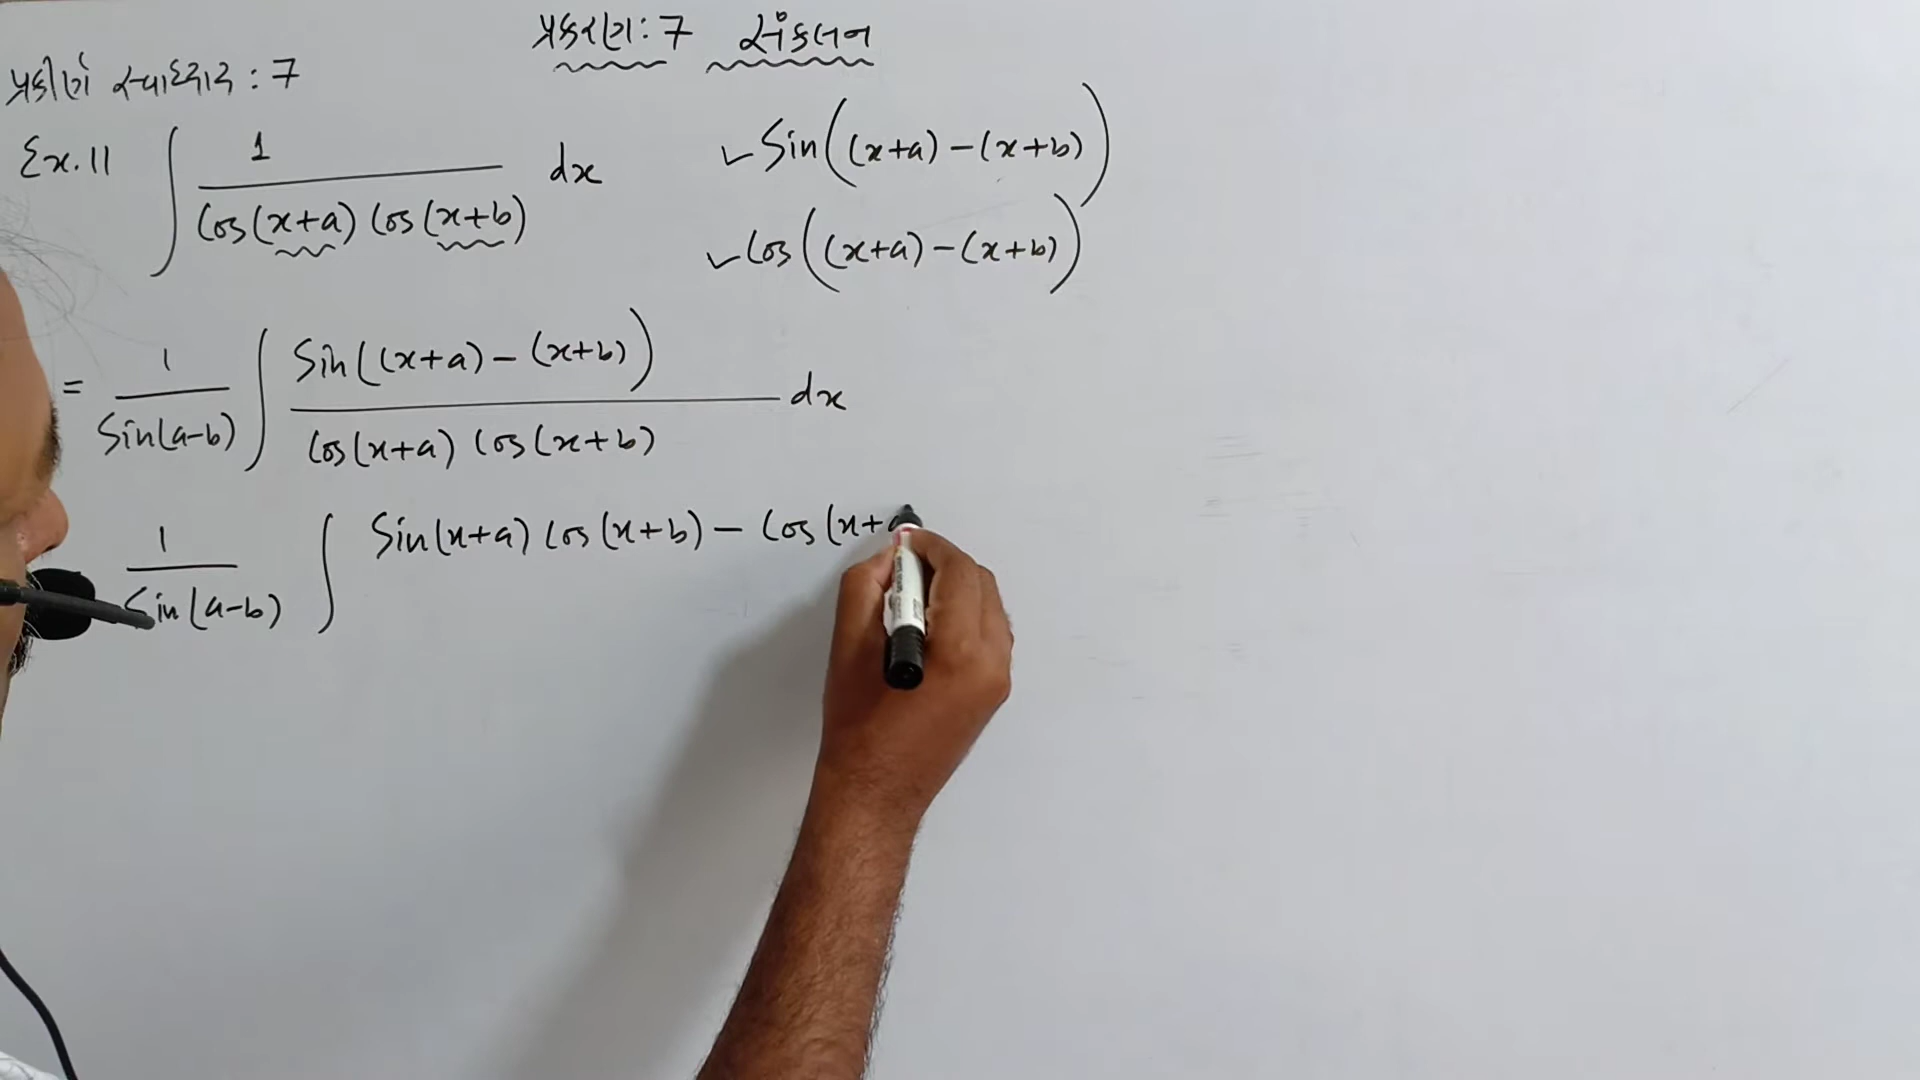 પ્રકરણ : 7 સંકલન
પ્રકીર્ણ સ્વાધ્યાય : 7
Ex. 11 ∫ 1 / (Cos(x+a) Cos(x+b)) dx
✓ Sin((x+a) - (x+b))
✓ Cos((x+a) - (x+b))
= 1/Sin(a-b) ∫ Sin((x+a) - (x+b)) / (Cos(x+a) Cos(x+b)) dx
1/Sin(a-b) ∫ Sin(x+a) Cos(x+b) - Cos(x+a